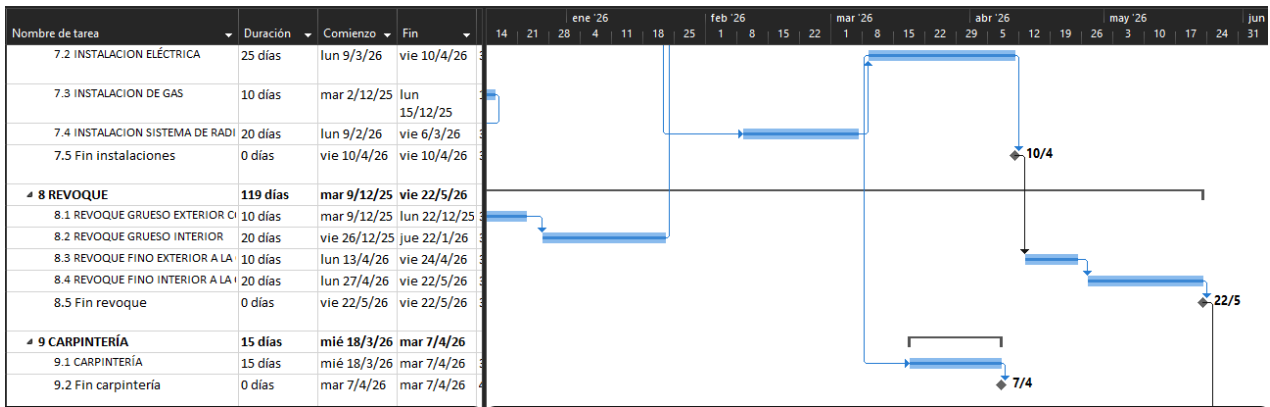 ene '26 feb '26 mar '26 abr '26 may '26 jun
Nombre de tarea Duración Comienzo Fin 14 21 28 4 11 18 25 1 8 15 22 1 8 15 22 29 5 12 19 26 3 10 17 24 31
7.2 INSTALACION ELÉCTRICA 25 días lun 9/3/26 vie 10/4/26
7.3 INSTALACION DE GAS 10 días mar 2/12/25 lun
15/12/25
7.4 INSTALACION SISTEMA DE RADI 20 días lun 9/2/26 vie 6/3/26
7.5 Fin instalaciones 0 días vie 10/4/26 vie 10/4/26 10/4
8 REVOQUE 119 días mar 9/12/25 vie 22/5/26
8.1 REVOQUE GRUESO EXTERIOR 10 días mar 9/12/25 lun 22/12/25
8.2 REVOQUE GRUESO INTERIOR 20 días vie 26/12/25 jue 22/1/26
8.3 REVOQUE FINO EXTERIOR A LA 10 días lun 13/4/26 vie 24/4/26
8.4 REVOQUE FINO INTERIOR A LA 20 días lun 27/4/26 vie 22/5/26
8.5 Fin revoque 0 días vie 22/5/26 vie 22/5/26 22/5
9 CARPINTERÍA 15 días mié 18/3/26 mar 7/4/26
9.1 CARPINTERÍA 15 días mié 18/3/26 mar 7/4/26
9.2 Fin carpintería 0 días mar 7/4/26 mar 7/4/26 7/4